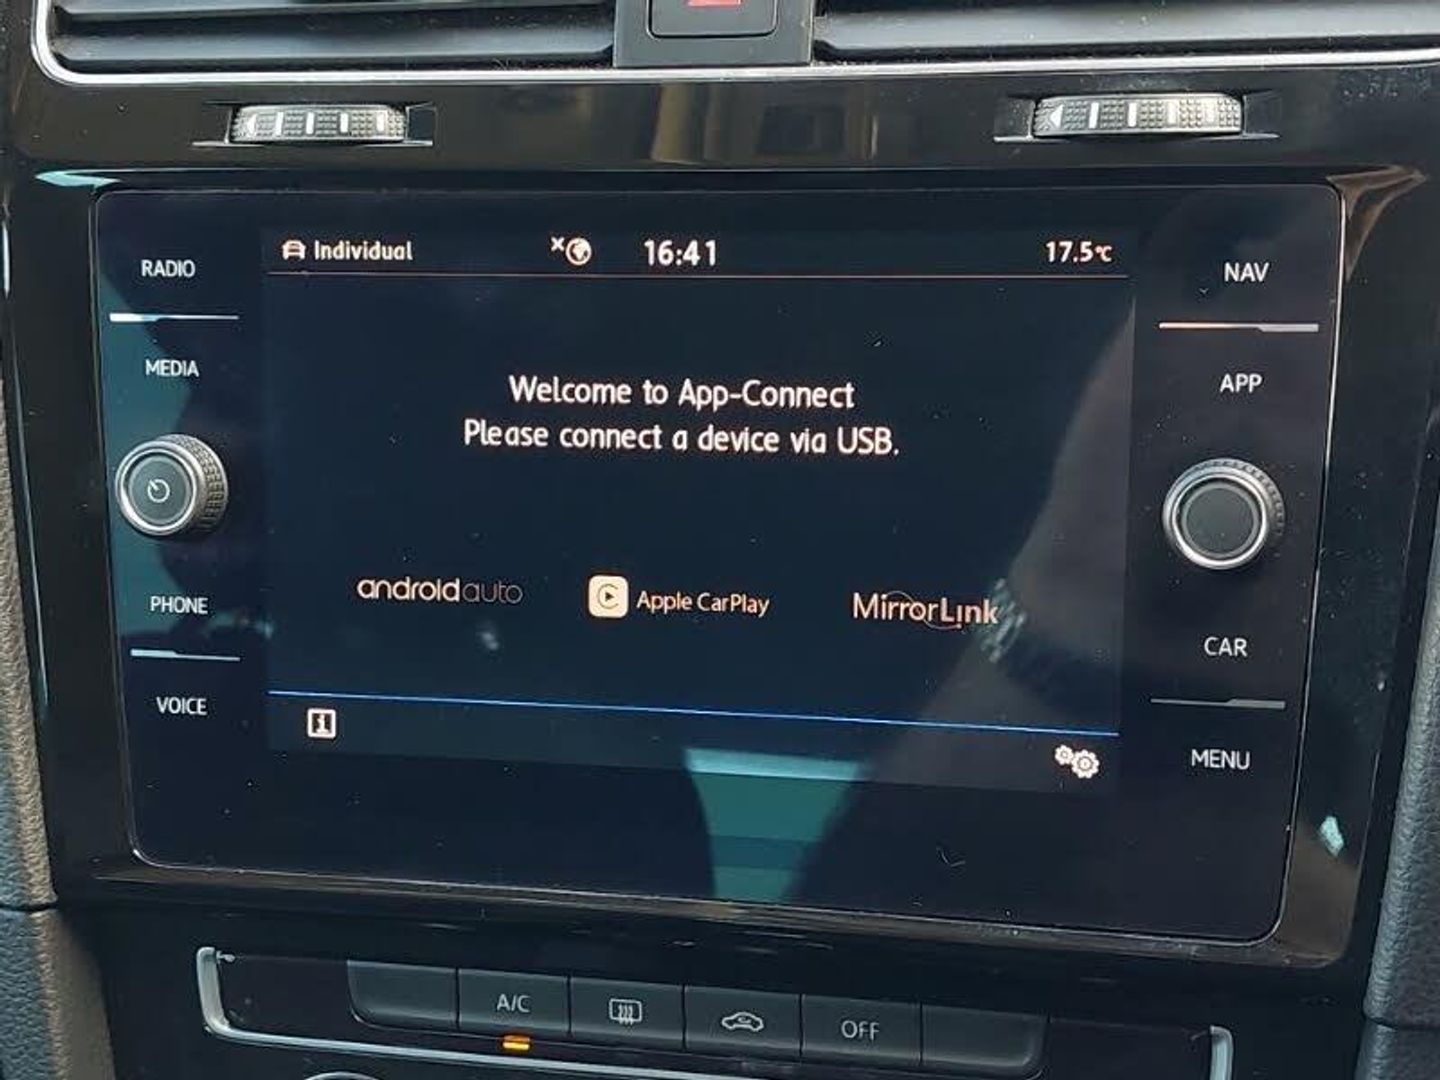 RADIO
MEDIA
PHONE
VOICE
Individual
16:41
17.5°C
Welcome to App-Connect
Please connect a device via USB.
androidauto
Apple CarPlay
MirrorLink
i
NAV
APP
CAR
MENU
A/C
OFF